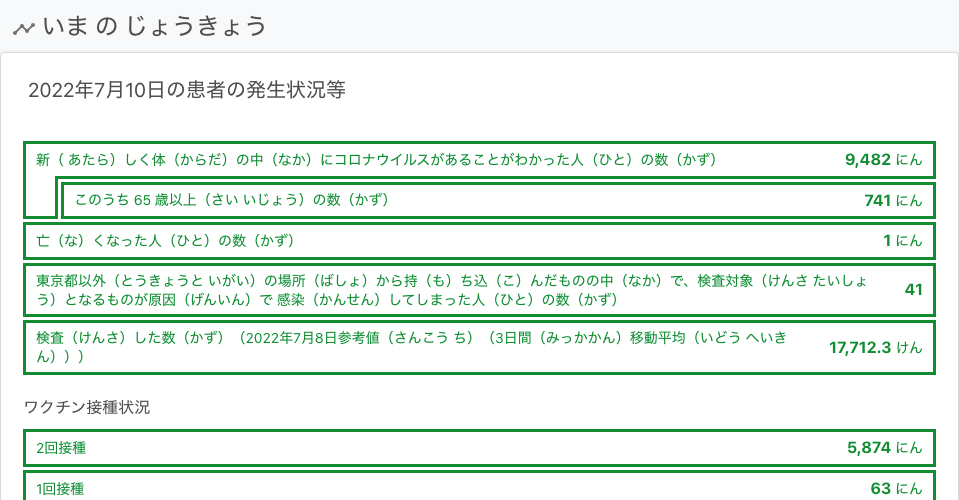 いま の じょうきょう
2022年7月10日の患者の発生状況等
新（ あたら）しく体（からだ）の中（なか）にコロナウイルスがあることがわかった人（ひと）の数（かず） 9,482 にん
このうち 65 歳以上（さい いじょう）の数（かず） 741 にん
亡（な）くなった人（ひと）の数（かず） 1 にん
東京都以外（とうきょうと いがい）の場所（ばしょ）から持（も）ち込（こ）んだものの中（なか）で、検査対象（けんさ たいしょ
う）となるものが原因（げんいん）で 感染（かんせん）してしまった人（ひと）の数（かず） 41
検査（けんさ）した数（かず）（2022年7月8日参考値（さんこう ち）（3日間（みっかかん）移動平均（いどう へいき
ん））） 17,712.3 けん
ワクチン接種状況
2回接種 5,874 にん
1回接種 63 にん